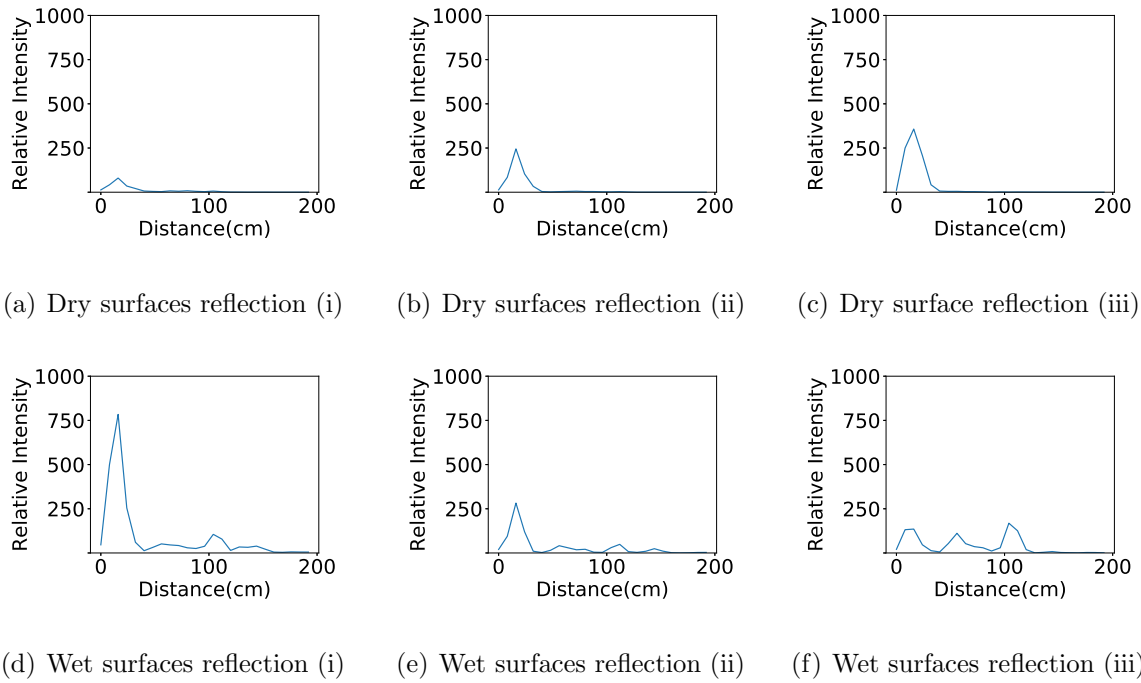 1000
750
500
250
Relative Intensity
0 100 200
Distance(cm)
1000
750
500
250
Relative Intensity
0 100 200
Distance(cm)
1000
750
500
250
Relative Intensity
0 100 200
Distance(cm)
(a) Dry surfaces reflection (i)
(b) Dry surfaces reflection (ii)
(c) Dry surface reflection (iii)
1000
750
500
250
Relative Intensity
0 100 200
Distance(cm)
1000
750
500
250
Relative Intensity
0 100 200
Distance(cm)
1000
750
500
250
Relative Intensity
0 100 200
Distance(cm)
(d) Wet surfaces reflection (i)
(e) Wet surfaces reflection (ii)
(f) Wet surfaces reflection (iii)